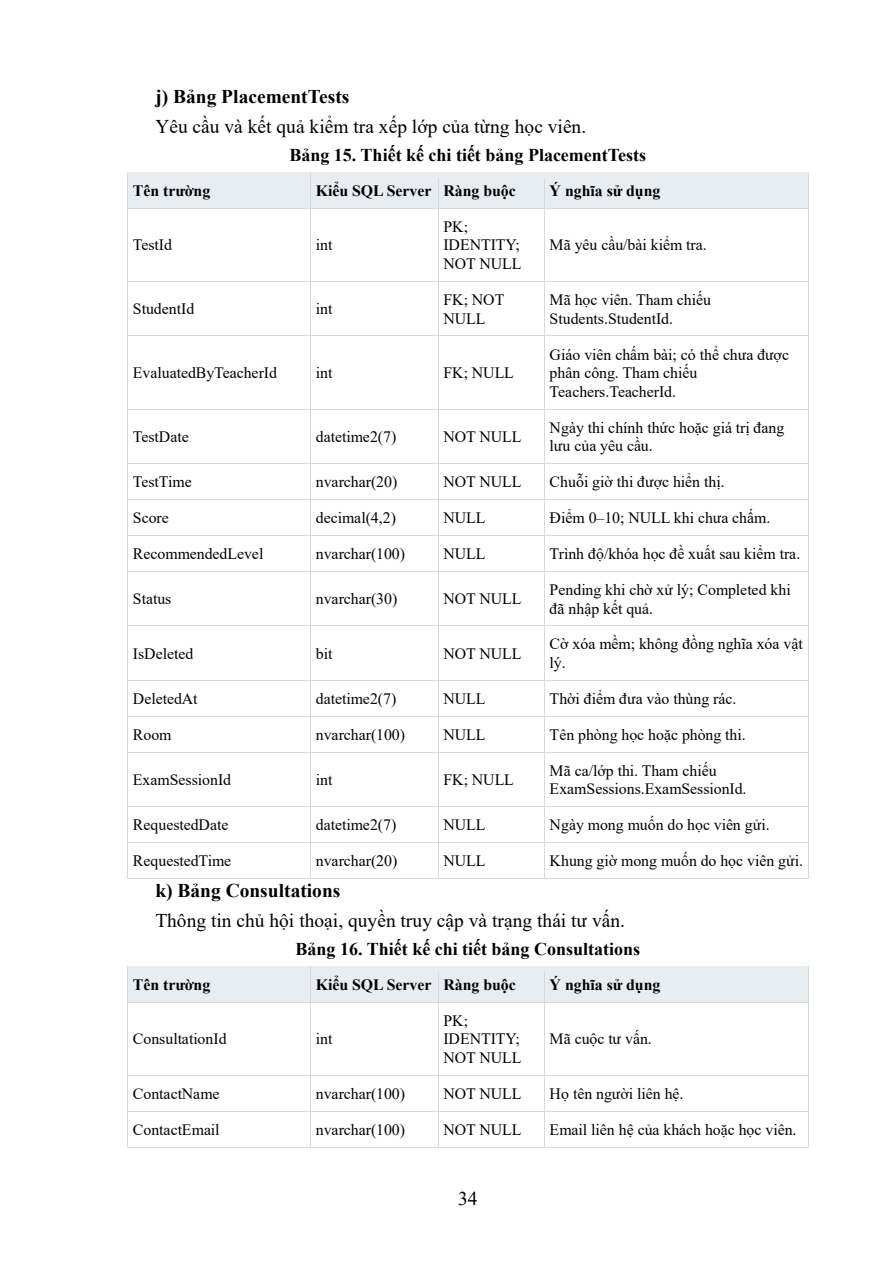 j) Bảng PlacementTests
Yêu cầu và kết quả kiểm tra xếp lớp của từng học viên.
Bảng 15. Thiết kế chi tiết bảng PlacementTests
Tên trường Kiểu SQL Server Ràng buộc Ý nghĩa sử dụng
TestId int PK; IDENTITY; NOT NULL Mã yêu cầu/bài kiểm tra.
StudentId int FK; NOT NULL Mã học viên. Tham chiếu Students.StudentId.
EvaluatedByTeacherId int FK; NULL Giáo viên chấm bài; có thể chưa được phân công. Tham chiếu Teachers.TeacherId.
TestDate datetime2(7) NOT NULL Ngày thi chính thức hoặc giá trị đang lưu của yêu cầu.
TestTime nvarchar(20) NOT NULL Chuỗi giờ thi được hiển thị.
Score decimal(4,2) NULL Điểm 0–10; NULL khi chưa chấm.
RecommendedLevel nvarchar(100) NULL Trình độ/khóa học đề xuất sau kiểm tra.
Status nvarchar(30) NOT NULL Pending khi chờ xử lý; Completed khi đã nhập kết quả.
IsDeleted bit NOT NULL Cờ xóa mềm; không đồng nghĩa xóa vật lý.
DeletedAt datetime2(7) NULL Thời điểm đưa vào thùng rác.
Room nvarchar(100) NULL Tên phòng học hoặc phòng thi.
ExamSessionId int FK; NULL Mã ca/lớp thi. Tham chiếu ExamSessions.ExamSessionId.
RequestedDate datetime2(7) NULL Ngày mong muốn do học viên gửi.
RequestedTime nvarchar(20) NULL Khung giờ mong muốn do học viên gửi.
k) Bảng Consultations
Thông tin chủ hội thoại, quyền truy cập và trạng thái tư vấn.
Bảng 16. Thiết kế chi tiết bảng Consultations
Tên trường Kiểu SQL Server Ràng buộc Ý nghĩa sử dụng
ConsultationId int PK; IDENTITY; NOT NULL Mã cuộc tư vấn.
ContactName nvarchar(100) NOT NULL Họ tên người liên hệ.
ContactEmail nvarchar(100) NOT NULL Email liên hệ của khách hoặc học viên.
34